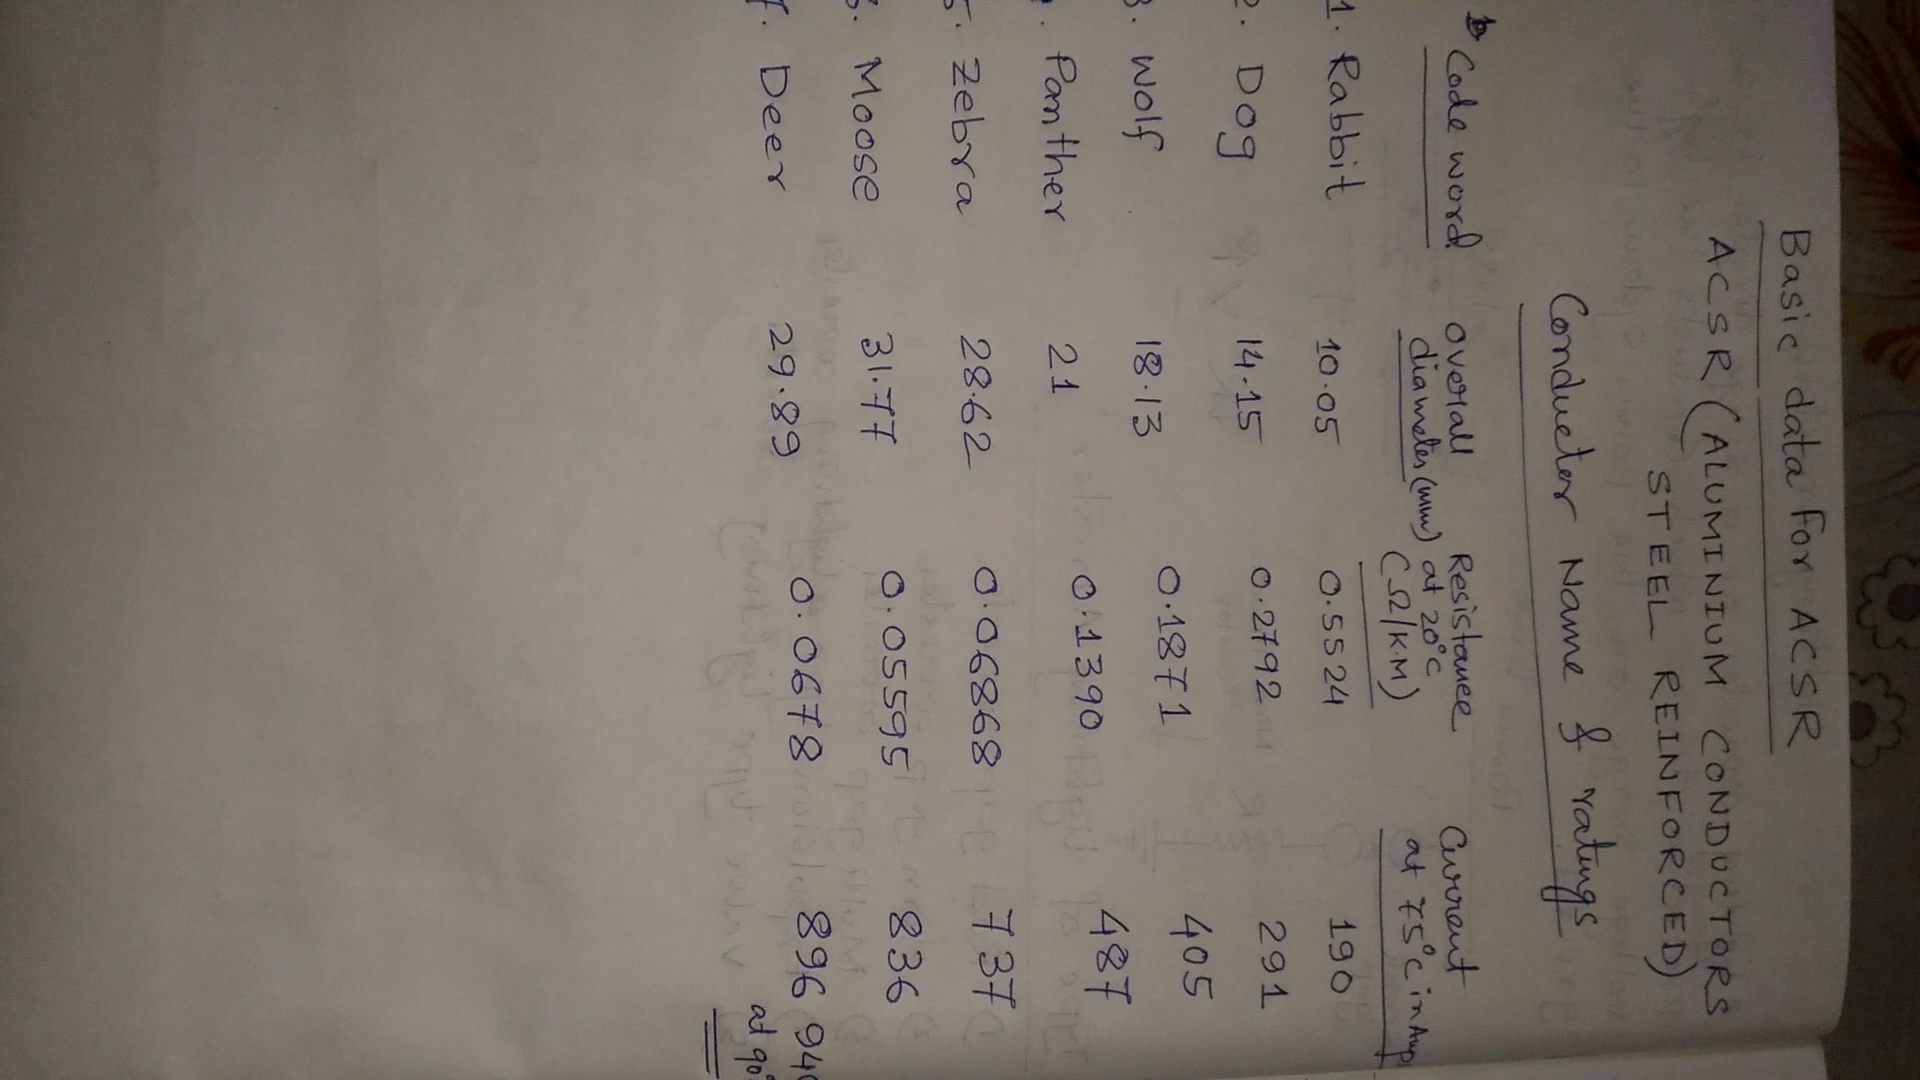 Basic data for ACSR
ACSR (ALUMINIUM CONDUCTORS
STEEL REINFORCED)
Conductor Name & ratings
Code word overall diameter (mm) Resistance at 20°C (Ω/K.M) Current at 75°C in Amp
1. Rabbit 10.05 0.5524 190
2. Dog 14.15 0.2792 291
3. Wolf 18.13 0.1871 405
Panther 21 0.1390 487
5. Zebra 28.62 0.06868 737
Moose 31.77 0.05595 836
7. Deer 29.89 0.0678 896
at 90°